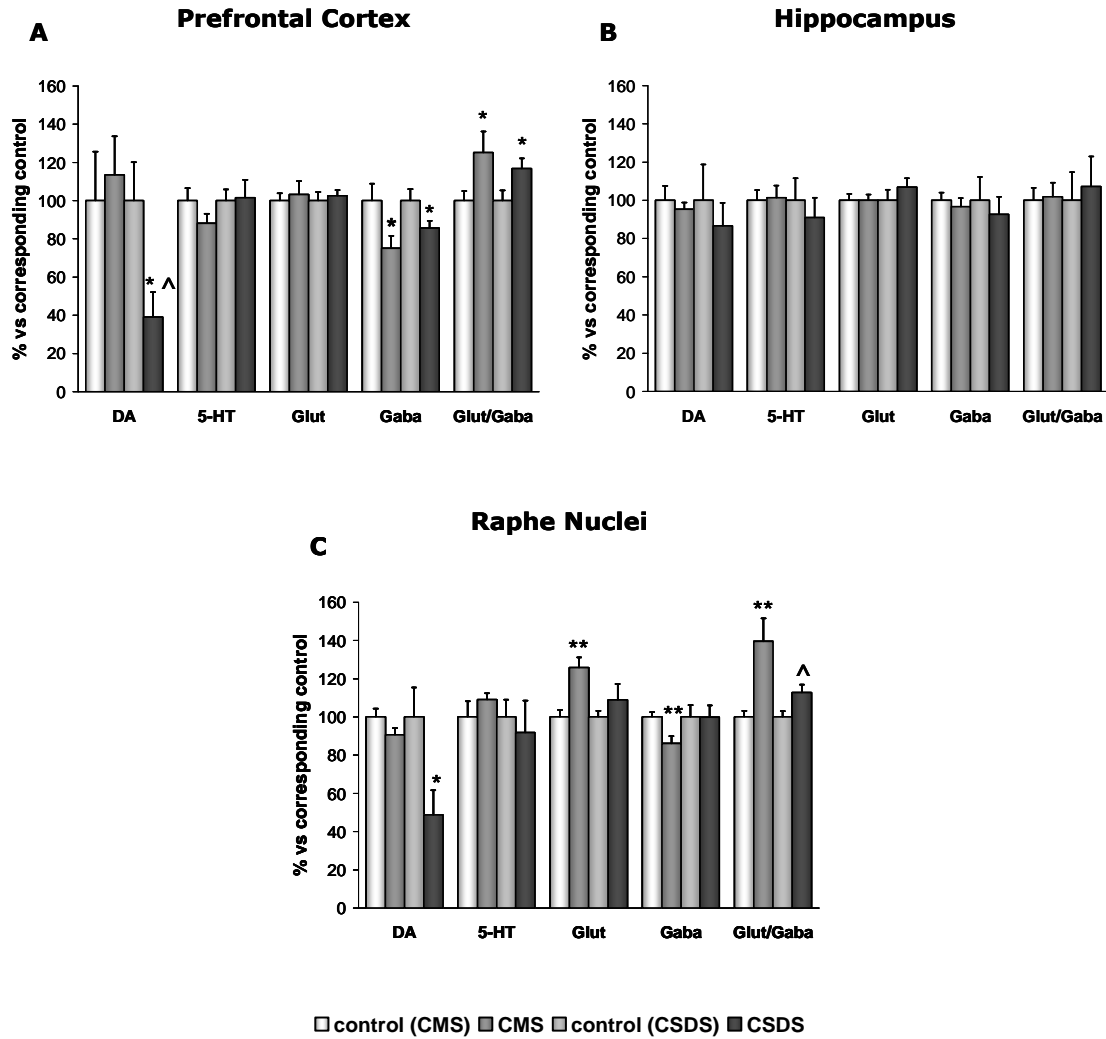 Prefrontal Cortex
A
% vs corresponding control
160
140
120
100
80
60
40
20
0
* ^
*
*
*
*
DA 5-HT Glut Gaba Glut/Gaba
Hippocampus
B
% vs corresponding control
160
140
120
100
80
60
40
20
0
DA 5-HT Glut Gaba Glut/Gaba
Raphe Nuclei
C
% vs corresponding control
160
140
120
100
80
60
40
20
0
*
**
**
**
^
DA 5-HT Glut Gaba Glut/Gaba
control (CMS) CMS control (CSDS) CSDS